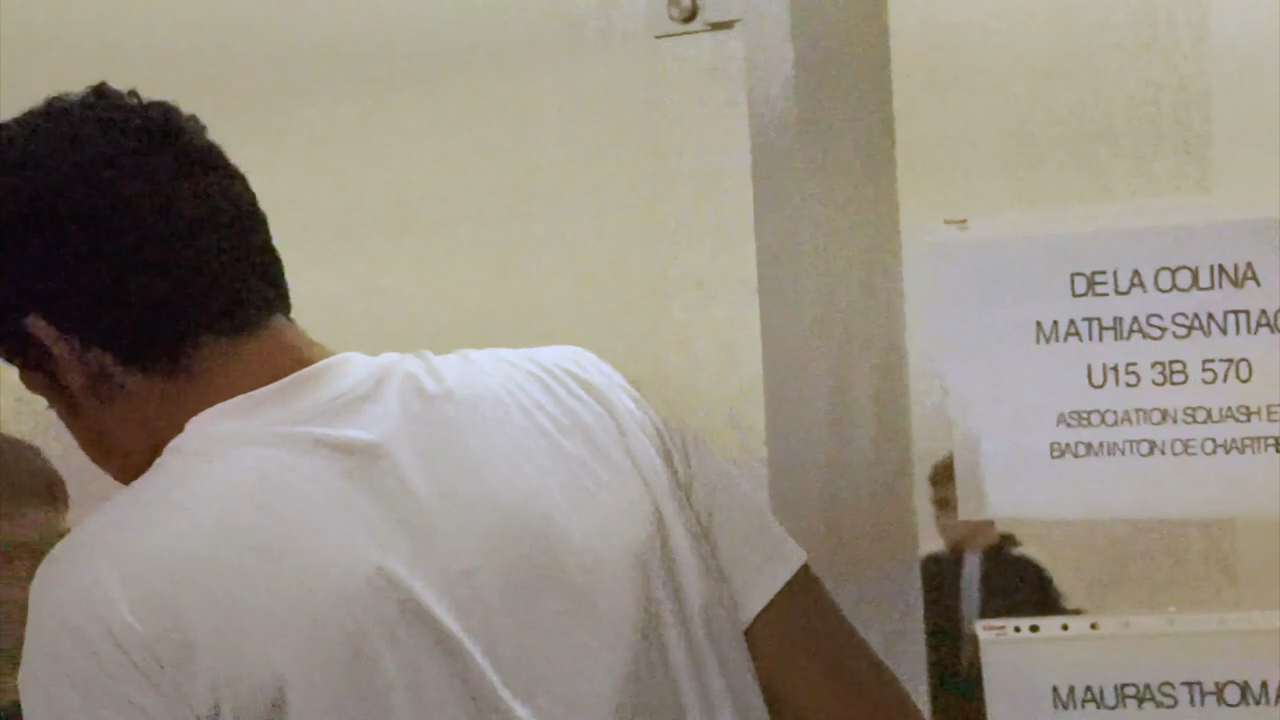 DE LA COLINA
MATHIAS-SANTIAG
U15 3B 570
ASSOCIATION SQUASH E
BADMINTON DE CHARTRE
MAURAS THOMA